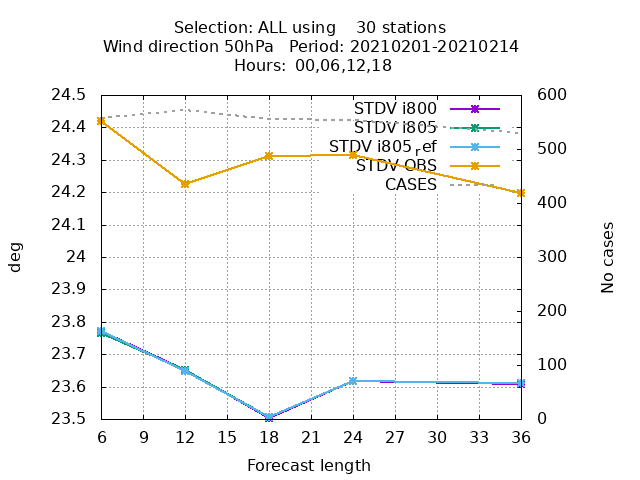 Selection: ALL using    30 stations
Wind direction 50hPa   Period: 20210201-20210214
Hours:  00,06,12,18
STDV i800
STDV i805
STDV i805ref
STDV OBS
CASES
24.5
24.4
24.3
24.2
24.1
24
23.9
23.8
23.7
23.6
23.5
600
500
400
300
200
100
0
deg
No cases
6 9 12 15 18 21 24 27 30 33 36
Forecast length